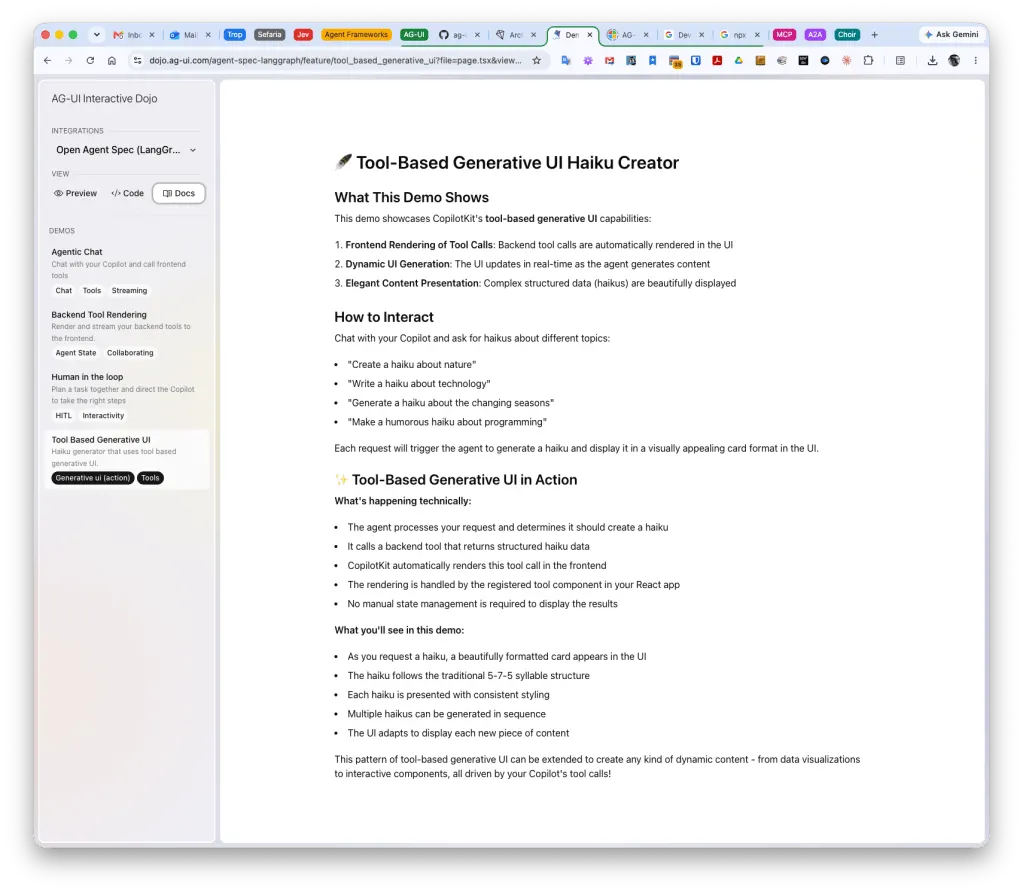 Inbo
Mail
Trop
Sefaria
Jev
Agent Frameworks
AG-UI
ag-
Arc
Den
AG-
Dev
npx
MCP
A2A
Choir
Ask Gemini
dojo.ag-ui.com/agent-spec-langgraph/feature/tool_based_generative_ui?file=page.tsx&view...
AG-UI Interactive Dojo
INTEGRATIONS
Open Agent Spec (LangGr...
VIEW
Preview
</> Code
Docs
DEMOS
Agentic Chat
Chat with your Copilot and call frontend
tools
Chat Tools Streaming
Backend Tool Rendering
Render and stream your backend tools to
the frontend.
Agent State Collaborating
Human in the loop
Plan a task together and direct the Copilot
to take the right steps
HITL Interactivity
Tool Based Generative UI
Haiku generator that uses tool based
generative UI.
Generative ui (action) Tools
🪶 Tool-Based Generative UI Haiku Creator
What This Demo Shows
This demo showcases CopilotKit's tool-based generative UI capabilities:
1. Frontend Rendering of Tool Calls: Backend tool calls are automatically rendered in the UI
2. Dynamic UI Generation: The UI updates in real-time as the agent generates content
3. Elegant Content Presentation: Complex structured data (haikus) are beautifully displayed
How to Interact
Chat with your Copilot and ask for haikus about different topics:
• "Create a haiku about nature"
• "Write a haiku about technology"
• "Generate a haiku about the changing seasons"
• "Make a humorous haiku about programming"
Each request will trigger the agent to generate a haiku and display it in a visually appealing card format in the UI.
✨ Tool-Based Generative UI in Action
What's happening technically:
• The agent processes your request and determines it should create a haiku
• It calls a backend tool that returns structured haiku data
• CopilotKit automatically renders this tool call in the frontend
• The rendering is handled by the registered tool component in your React app
• No manual state management is required to display the results
What you'll see in this demo:
• As you request a haiku, a beautifully formatted card appears in the UI
• The haiku follows the traditional 5-7-5 syllable structure
• Each haiku is presented with consistent styling
• Multiple haikus can be generated in sequence
• The UI adapts to display each new piece of content
This pattern of tool-based generative UI can be extended to create any kind of dynamic content - from data visualizations
to interactive components, all driven by your Copilot's tool calls!